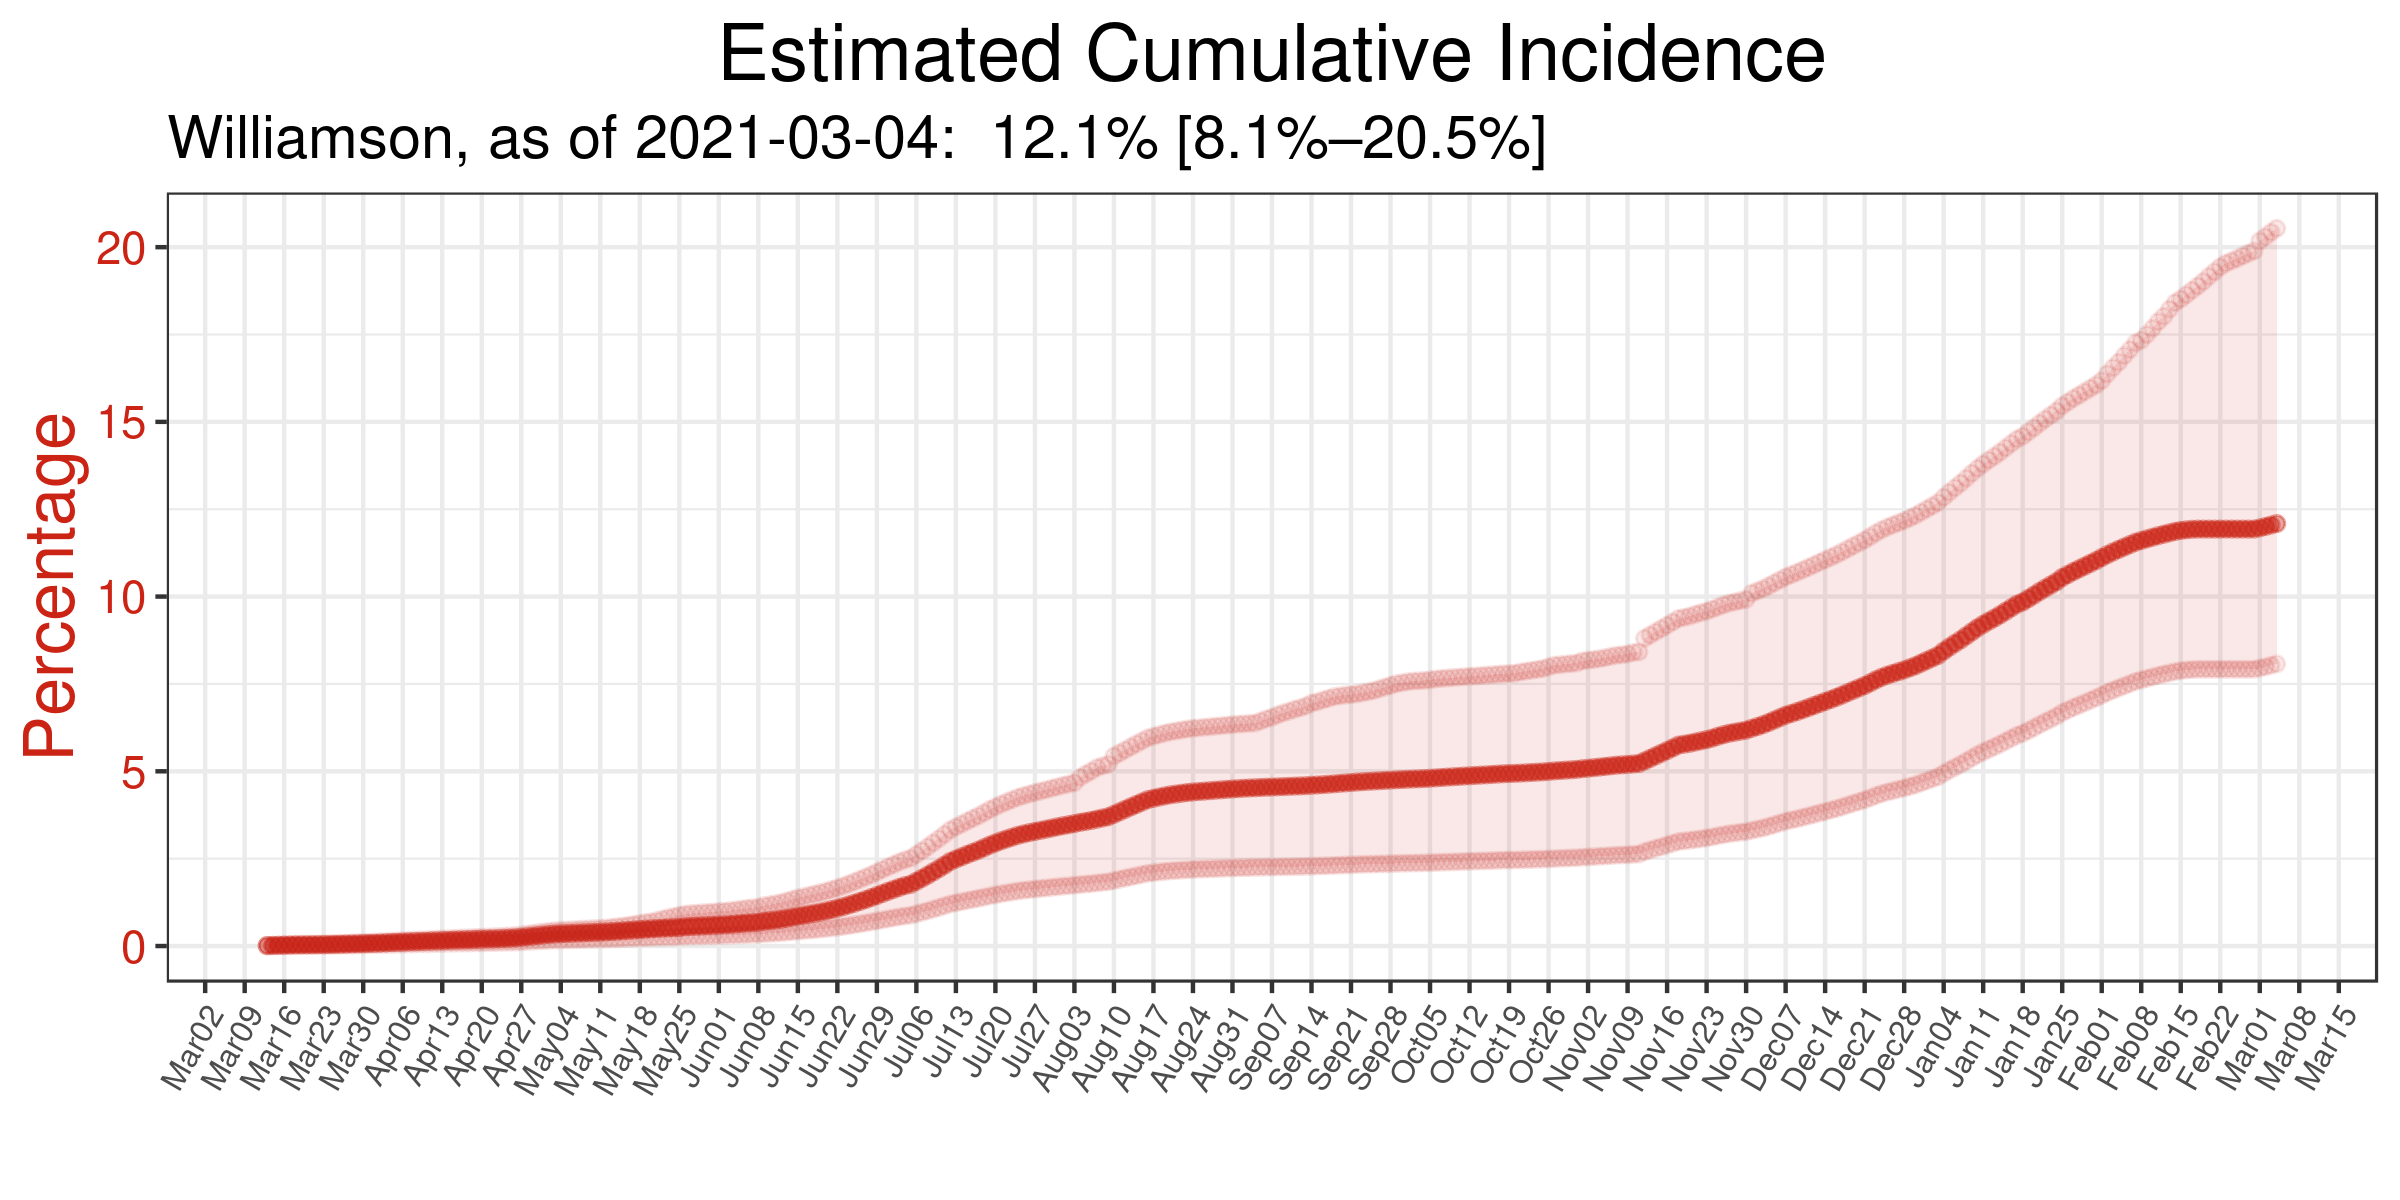 Estimated Cumulative Incidence
Williamson, as of 2021-03-04:  12.1% [8.1%–20.5%]
Percentage
20
15
10
5
0
Mar02 Mar09 Mar16 Mar23 Mar30 Apr06 Apr13 Apr20 Apr27 May04 May11 May18 May25 Jun01 Jun08 Jun15 Jun22 Jun29 Jul06 Jul13 Jul20 Jul27 Aug03 Aug10 Aug17 Aug24 Aug31 Sep07 Sep14 Sep21 Sep28 Oct05 Oct12 Oct19 Oct26 Nov02 Nov09 Nov16 Nov23 Nov30 Dec07 Dec14 Dec21 Dec28 Jan04 Jan11 Jan18 Jan25 Feb01 Feb08 Feb15 Feb22 Mar01 Mar08 Mar15